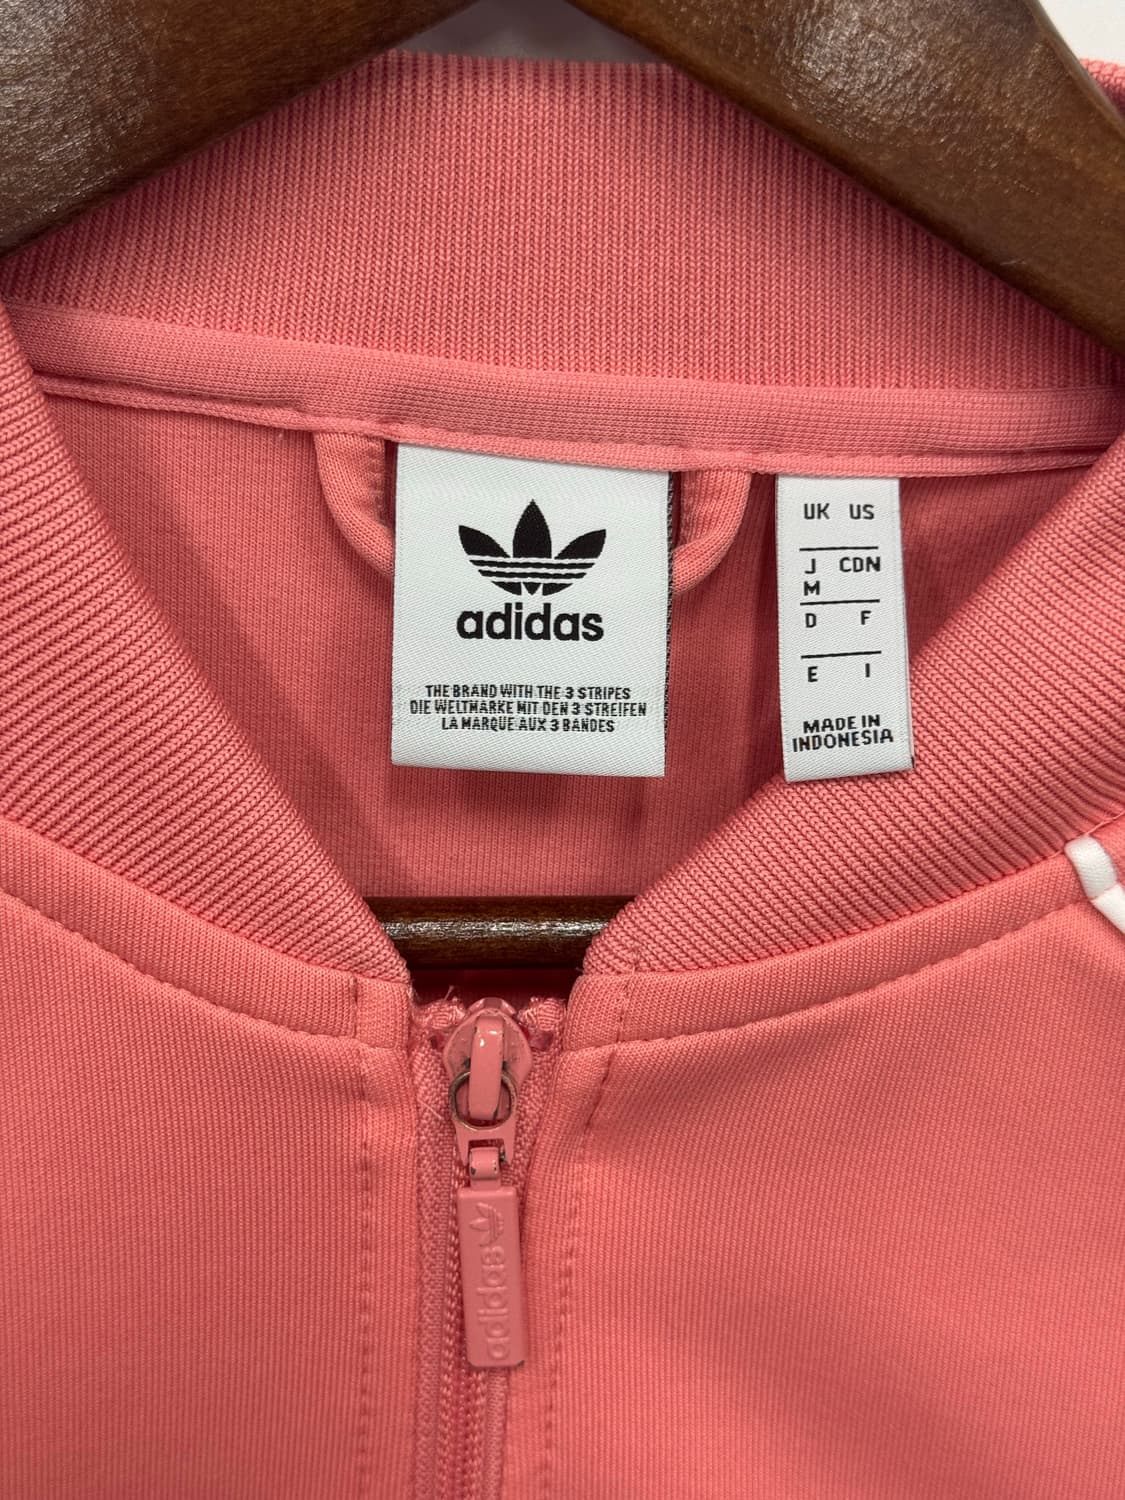 adidas
THE BRAND WITH THE 3 STRIPES
DIE WELTMARKE MIT DEN 3 STREIFEN
LA MARQUE AUX 3 BANDES
UK US
J CDN
M
D F
E I
MADE IN
INDONESIA
adidas